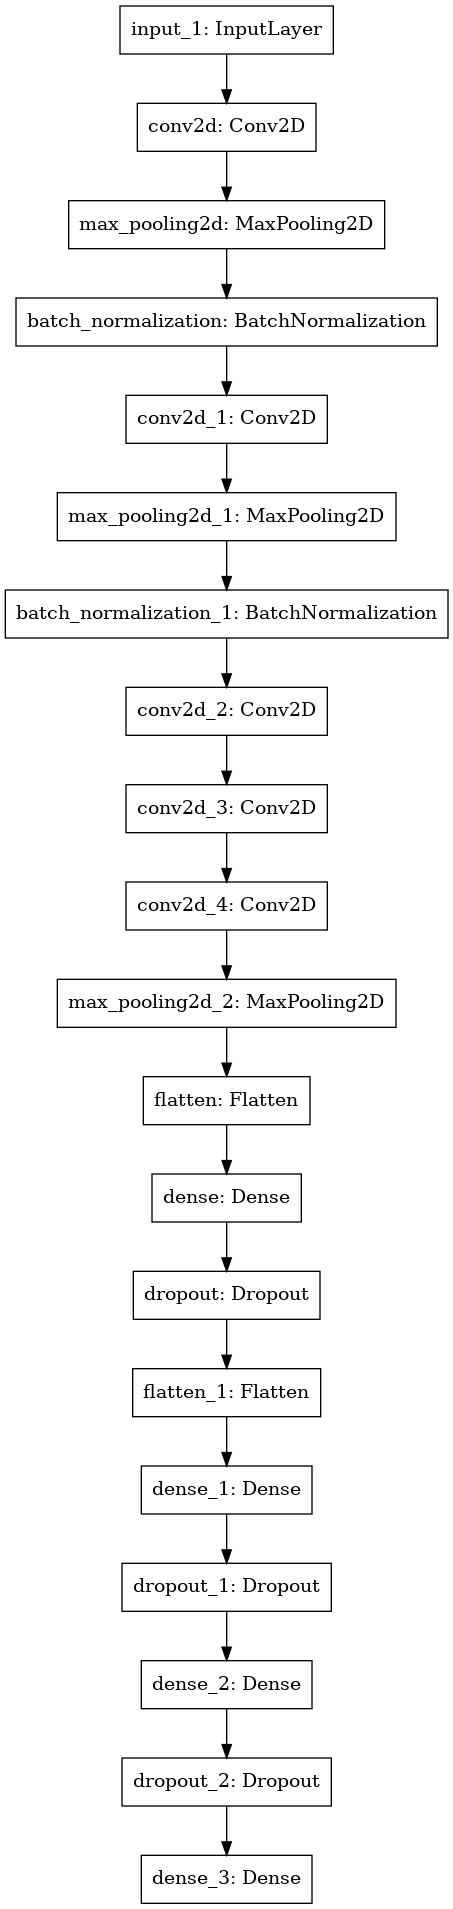 input_1: InputLayer
conv2d: Conv2D
max_pooling2d: MaxPooling2D
batch_normalization: BatchNormalization
conv2d_1: Conv2D
max_pooling2d_1: MaxPooling2D
batch_normalization_1: BatchNormalization
conv2d_2: Conv2D
conv2d_3: Conv2D
conv2d_4: Conv2D
max_pooling2d_2: MaxPooling2D
flatten: Flatten
dense: Dense
dropout: Dropout
flatten_1: Flatten
dense_1: Dense
dropout_1: Dropout
dense_2: Dense
dropout_2: Dropout
dense_3: Dense